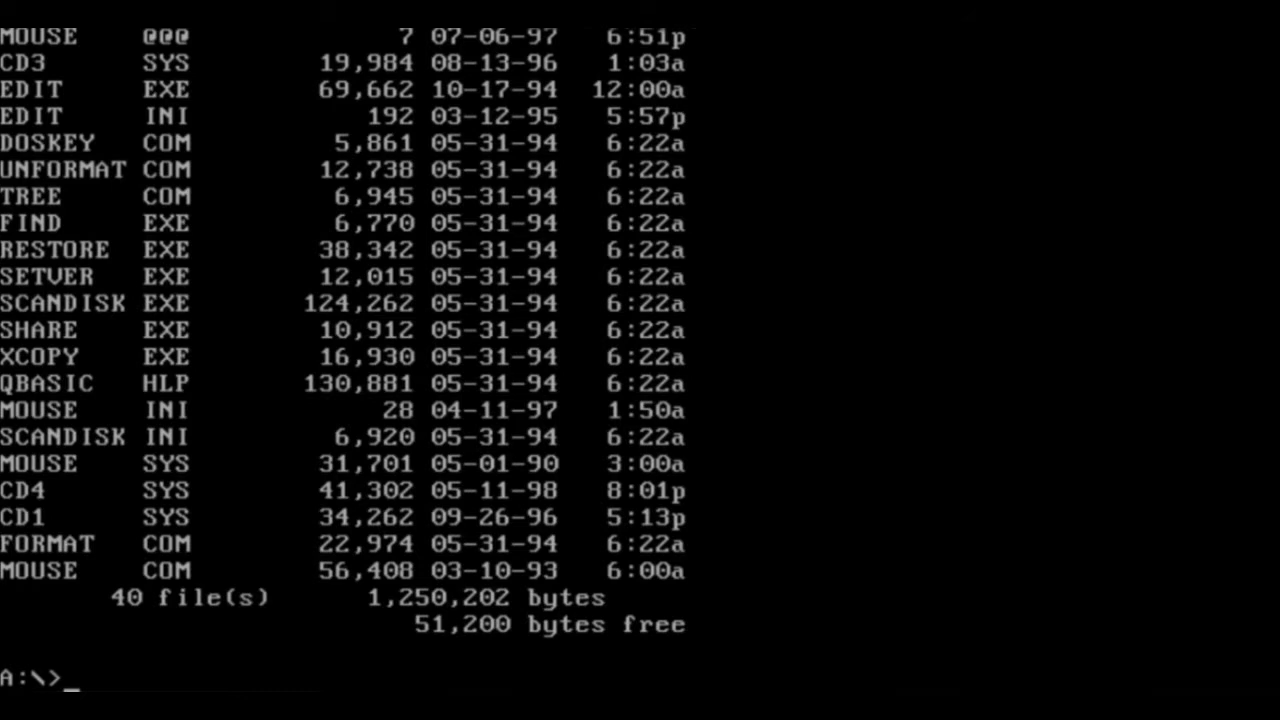 MOUSE    @@@             7 07-06-97   6:51p
CD3      SYS        19,984 08-13-96   1:03a
EDIT     EXE        69,662 10-17-94  12:00a
EDIT     INI           192 03-12-95   5:57p
DOSKEY   COM         5,861 05-31-94   6:22a
UNFORMAT COM        12,738 05-31-94   6:22a
TREE     COM         6,945 05-31-94   6:22a
FIND     EXE         6,770 05-31-94   6:22a
RESTORE  EXE        38,342 05-31-94   6:22a
SETVER   EXE        12,015 05-31-94   6:22a
SCANDISK EXE       124,262 05-31-94   6:22a
SHARE    EXE        10,912 05-31-94   6:22a
XCOPY    EXE        16,930 05-31-94   6:22a
QBASIC   HLP       130,881 05-31-94   6:22a
MOUSE    INI            28 04-11-97   1:50a
SCANDISK INI         6,920 05-31-94   6:22a
MOUSE    SYS        31,701 05-01-90   3:00a
CD4      SYS        41,302 05-11-98   8:01p
CD1      SYS        34,262 09-26-96   5:13p
FORMAT   COM        22,974 05-31-94   6:22a
MOUSE    COM        56,408 03-10-93   6:00a
       40 file(s)      1,250,202 bytes
                          51,200 bytes free
A:\>_